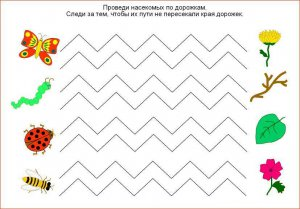 Проведи насекомых по дорожкам.
Следи за тем, чтобы их пути не пересекали края дорожек.